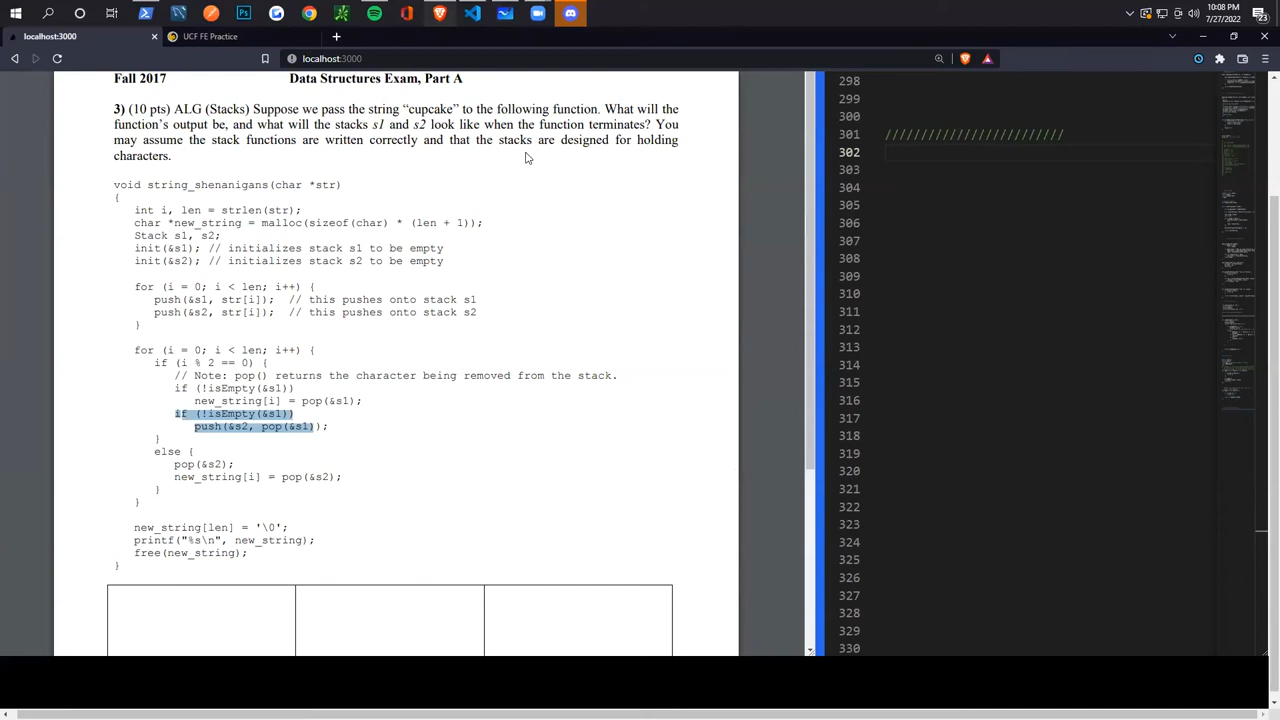 10:08 PM
7/27/2022
23
localhost:3000
UCF FE Practice
localhost:3000
Fall 2017 Data Structures Exam, Part A
3) (10 pts) ALG (Stacks) Suppose we pass the string “cupcake” to the following function. What will the
function's output be, and what will the stacks s1 and s2 look like when the function terminates? You
may assume the stack functions are written correctly and that the stacks are designed for holding
characters.
void string_shenanigans(char *str)
{
int i, len = strlen(str);
char *new_string = malloc(sizeof(char) * (len + 1));
Stack s1, s2;
init(&s1); // initializes stack s1 to be empty
init(&s2); // initializes stack s2 to be empty
for (i = 0; i < len; i++) {
push(&s1, str[i]); // this pushes onto stack s1
push(&s2, str[i]); // this pushes onto stack s2
}
for (i = 0; i < len; i++) {
if (i % 2 == 0) {
// Note: pop() returns the character being removed from the stack.
if (!isEmpty(&s1))
new_string[i] = pop(&s1);
if (!isEmpty(&s1))
push(&s2, pop(&s1));
}
else {
pop(&s2);
new_string[i] = pop(&s2);
}
}
new_string[len] = '\0';
printf("%s\n", new_string);
free(new_string);
}
298
299
300
301 /////////////////////////
302
303
304
305
306
307
308
309
310
311
312
313
314
315
316
317
318
319
320
321
322
323
324
325
326
327
328
329
330